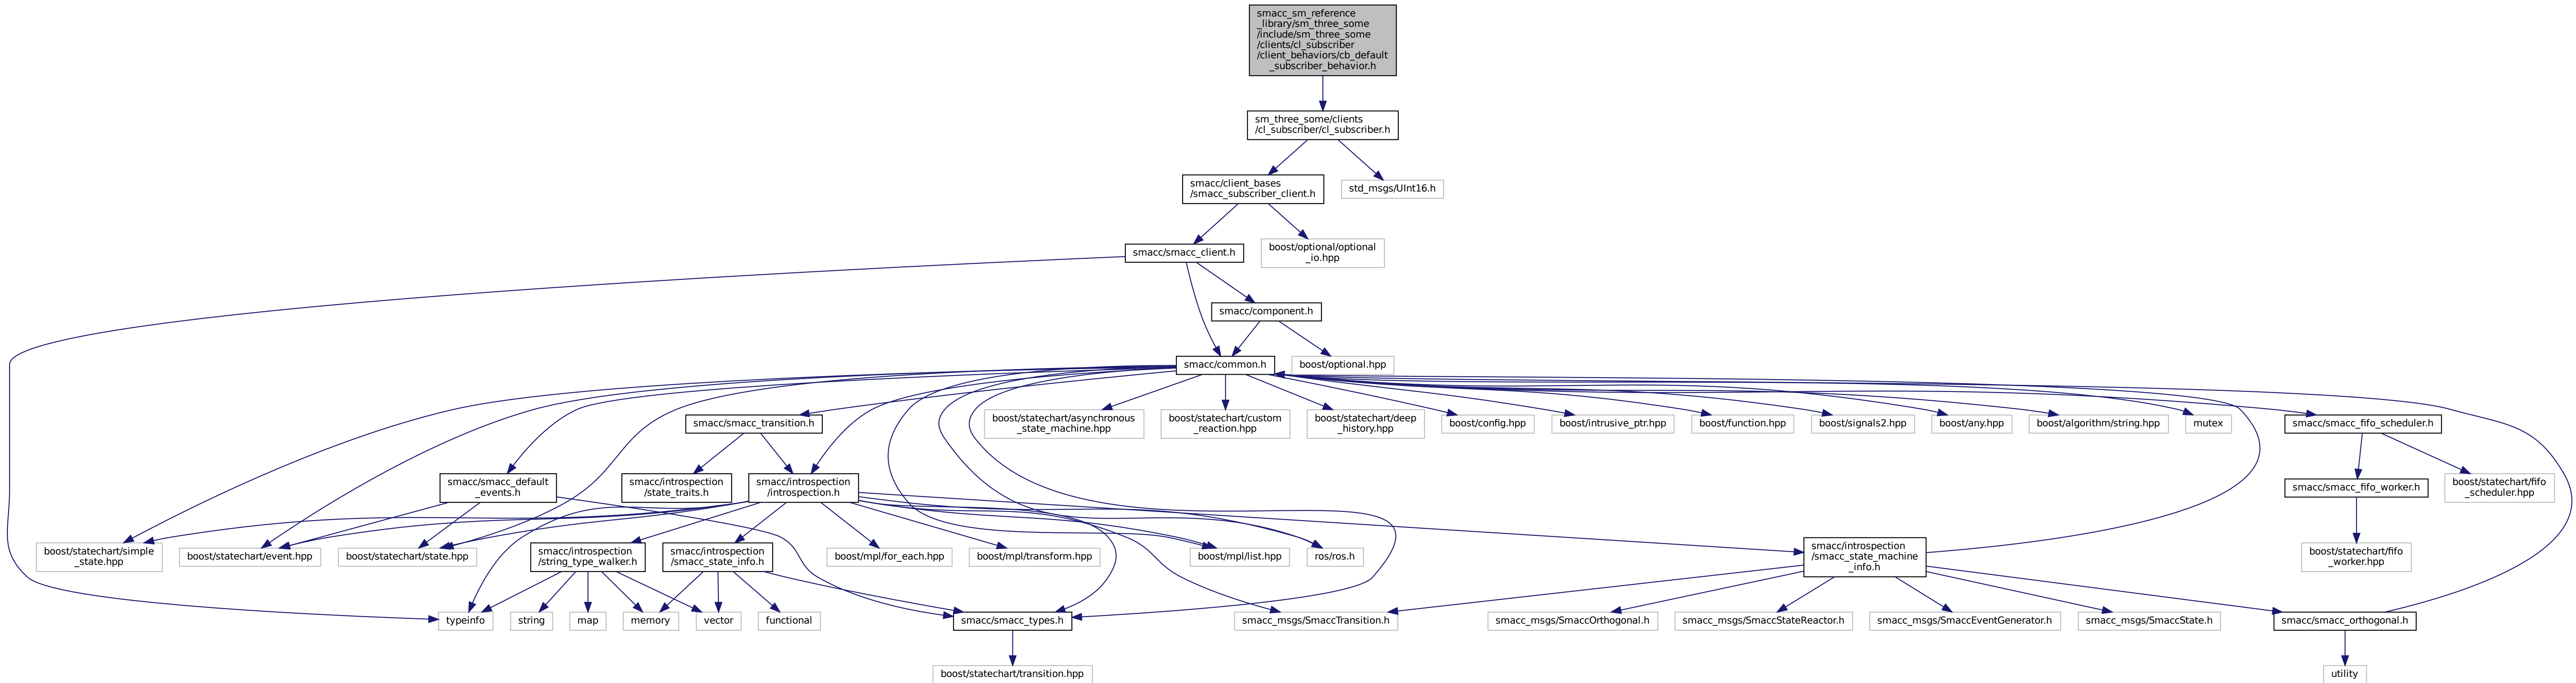 smacc_sm_reference
_library/sm_three_some
/include/sm_three_some
/clients/cl_subscriber
/client_behaviors/cb_default
_subscriber_behavior.h
sm_three_some/clients
/cl_subscriber/cl_subscriber.h
smacc/client_bases
/smacc_subscriber_client.h
std_msgs/UInt16.h
smacc/smacc_client.h
boost/optional/optional
_io.hpp
smacc/component.h
smacc/common.h
boost/optional.hpp
smacc/smacc_transition.h
boost/statechart/asynchronous
_state_machine.hpp
boost/statechart/custom
_reaction.hpp
boost/statechart/deep
_history.hpp
boost/config.hpp
boost/intrusive_ptr.hpp
boost/function.hpp
boost/signals2.hpp
boost/any.hpp
boost/algorithm/string.hpp
mutex
smacc/smacc_fifo_scheduler.h
smacc/smacc_default
_events.h
smacc/introspection
/state_traits.h
smacc/introspection
/introspection.h
smacc/smacc_fifo_worker.h
boost/statechart/fifo
_scheduler.hpp
boost/statechart/simple
_state.hpp
boost/statechart/event.hpp
boost/statechart/state.hpp
smacc/introspection
/string_type_walker.h
smacc/introspection
/smacc_state_info.h
boost/mpl/for_each.hpp
boost/mpl/transform.hpp
boost/mpl/list.hpp
ros/ros.h
smacc/introspection
/smacc_state_machine
_info.h
boost/statechart/fifo
_worker.hpp
typeinfo
string
map
memory
vector
functional
smacc/smacc_types.h
smacc_msgs/SmaccTransition.h
smacc_msgs/SmaccOrthogonal.h
smacc_msgs/SmaccStateReactor.h
smacc_msgs/SmaccEventGenerator.h
smacc_msgs/SmaccState.h
smacc/smacc_orthogonal.h
boost/statechart/transition.hpp
utility